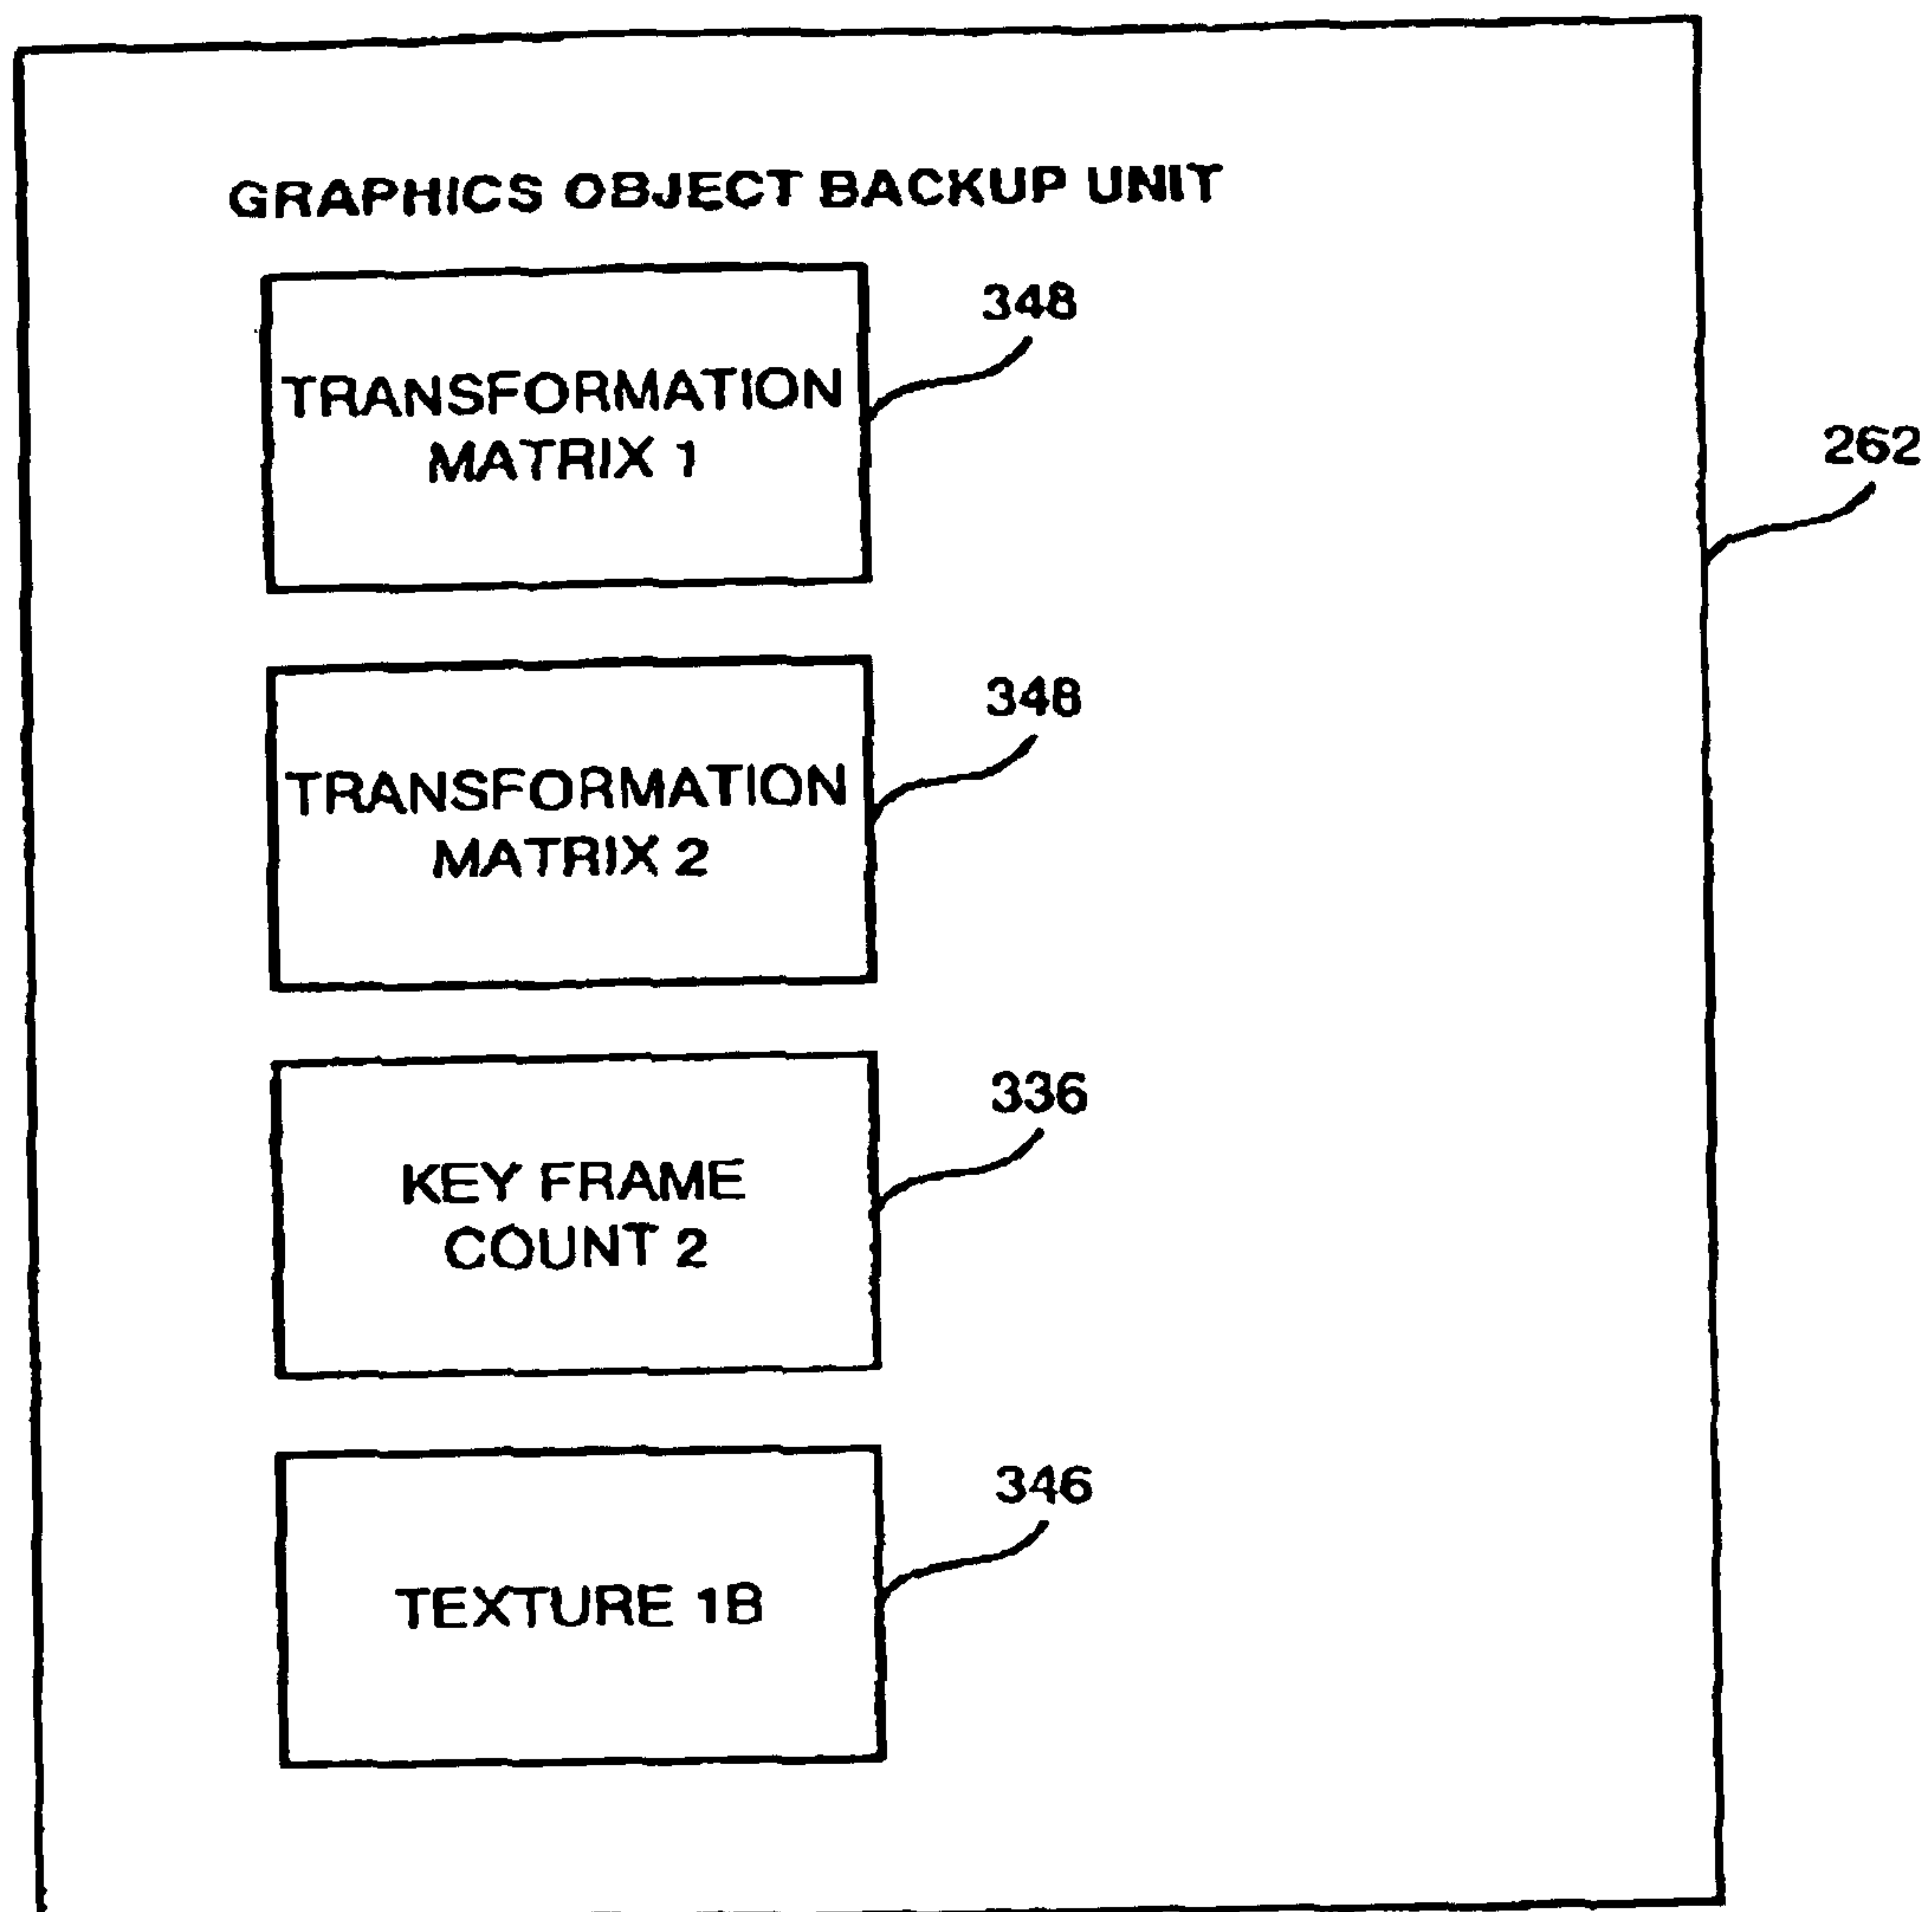 GRAPHICS OBJECT BACKUP UNIT
348
TRANSFORMATION
MATRIX 1
262
348
TRANSFORMATION
MATRIX 2
336
KEY FRAME
COUNT 2
346
TEXTURE 1B